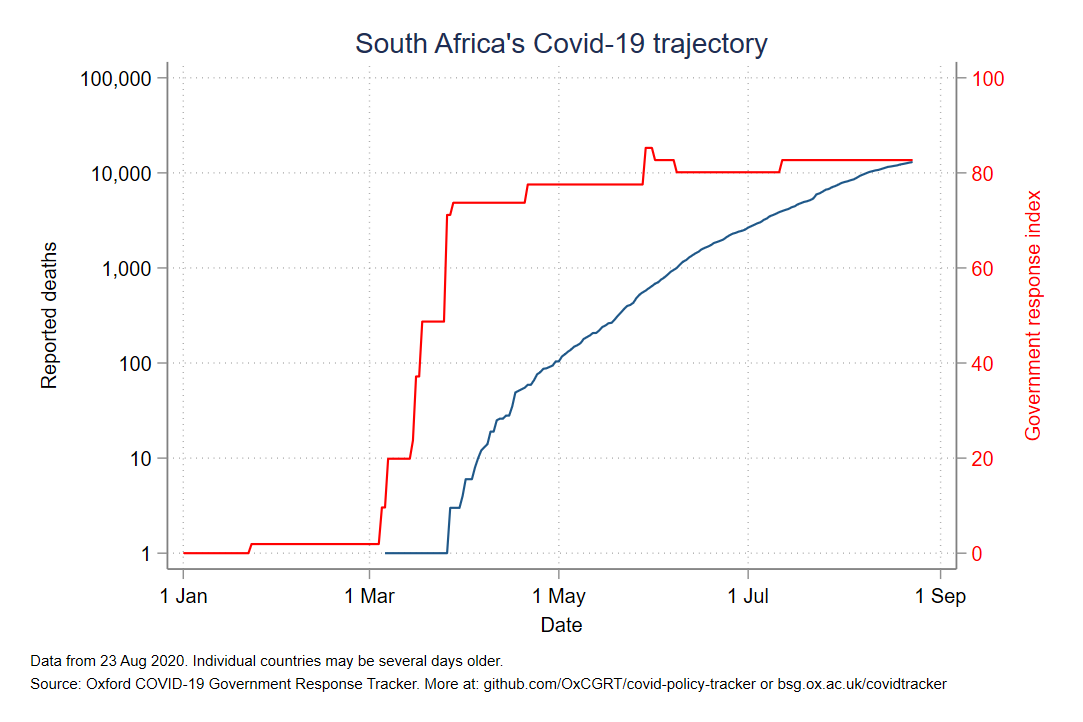 South Africa's Covid-19 trajectory
100,000
10,000
1,000
100
10
1
Reported deaths
100
80
60
40
20
0
Government response index
1 Jan
1 Mar
1 May
1 Jul
1 Sep
Date
Data from 23 Aug 2020. Individual countries may be several days older.
Source: Oxford COVID-19 Government Response Tracker. More at: github.com/OxCGRT/covid-policy-tracker or bsg.ox.ac.uk/covidtracker